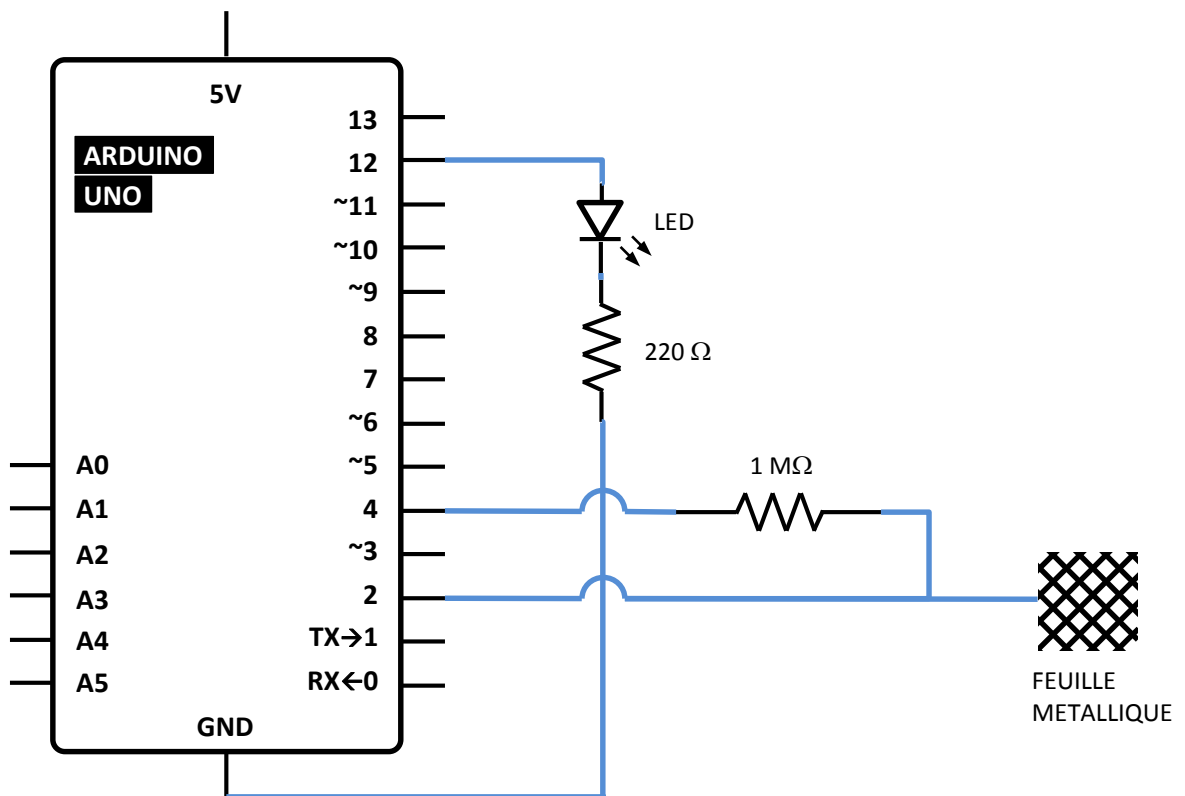 5V
ARDUINO
UNO
13
12
~11
~10
~9
8
7
~6
~5
4
~3
2
TX→1
RX←0
A0
A1
A2
A3
A4
A5
GND
LED
220 Ω
1 MΩ
FEUILLE
METALLIQUE